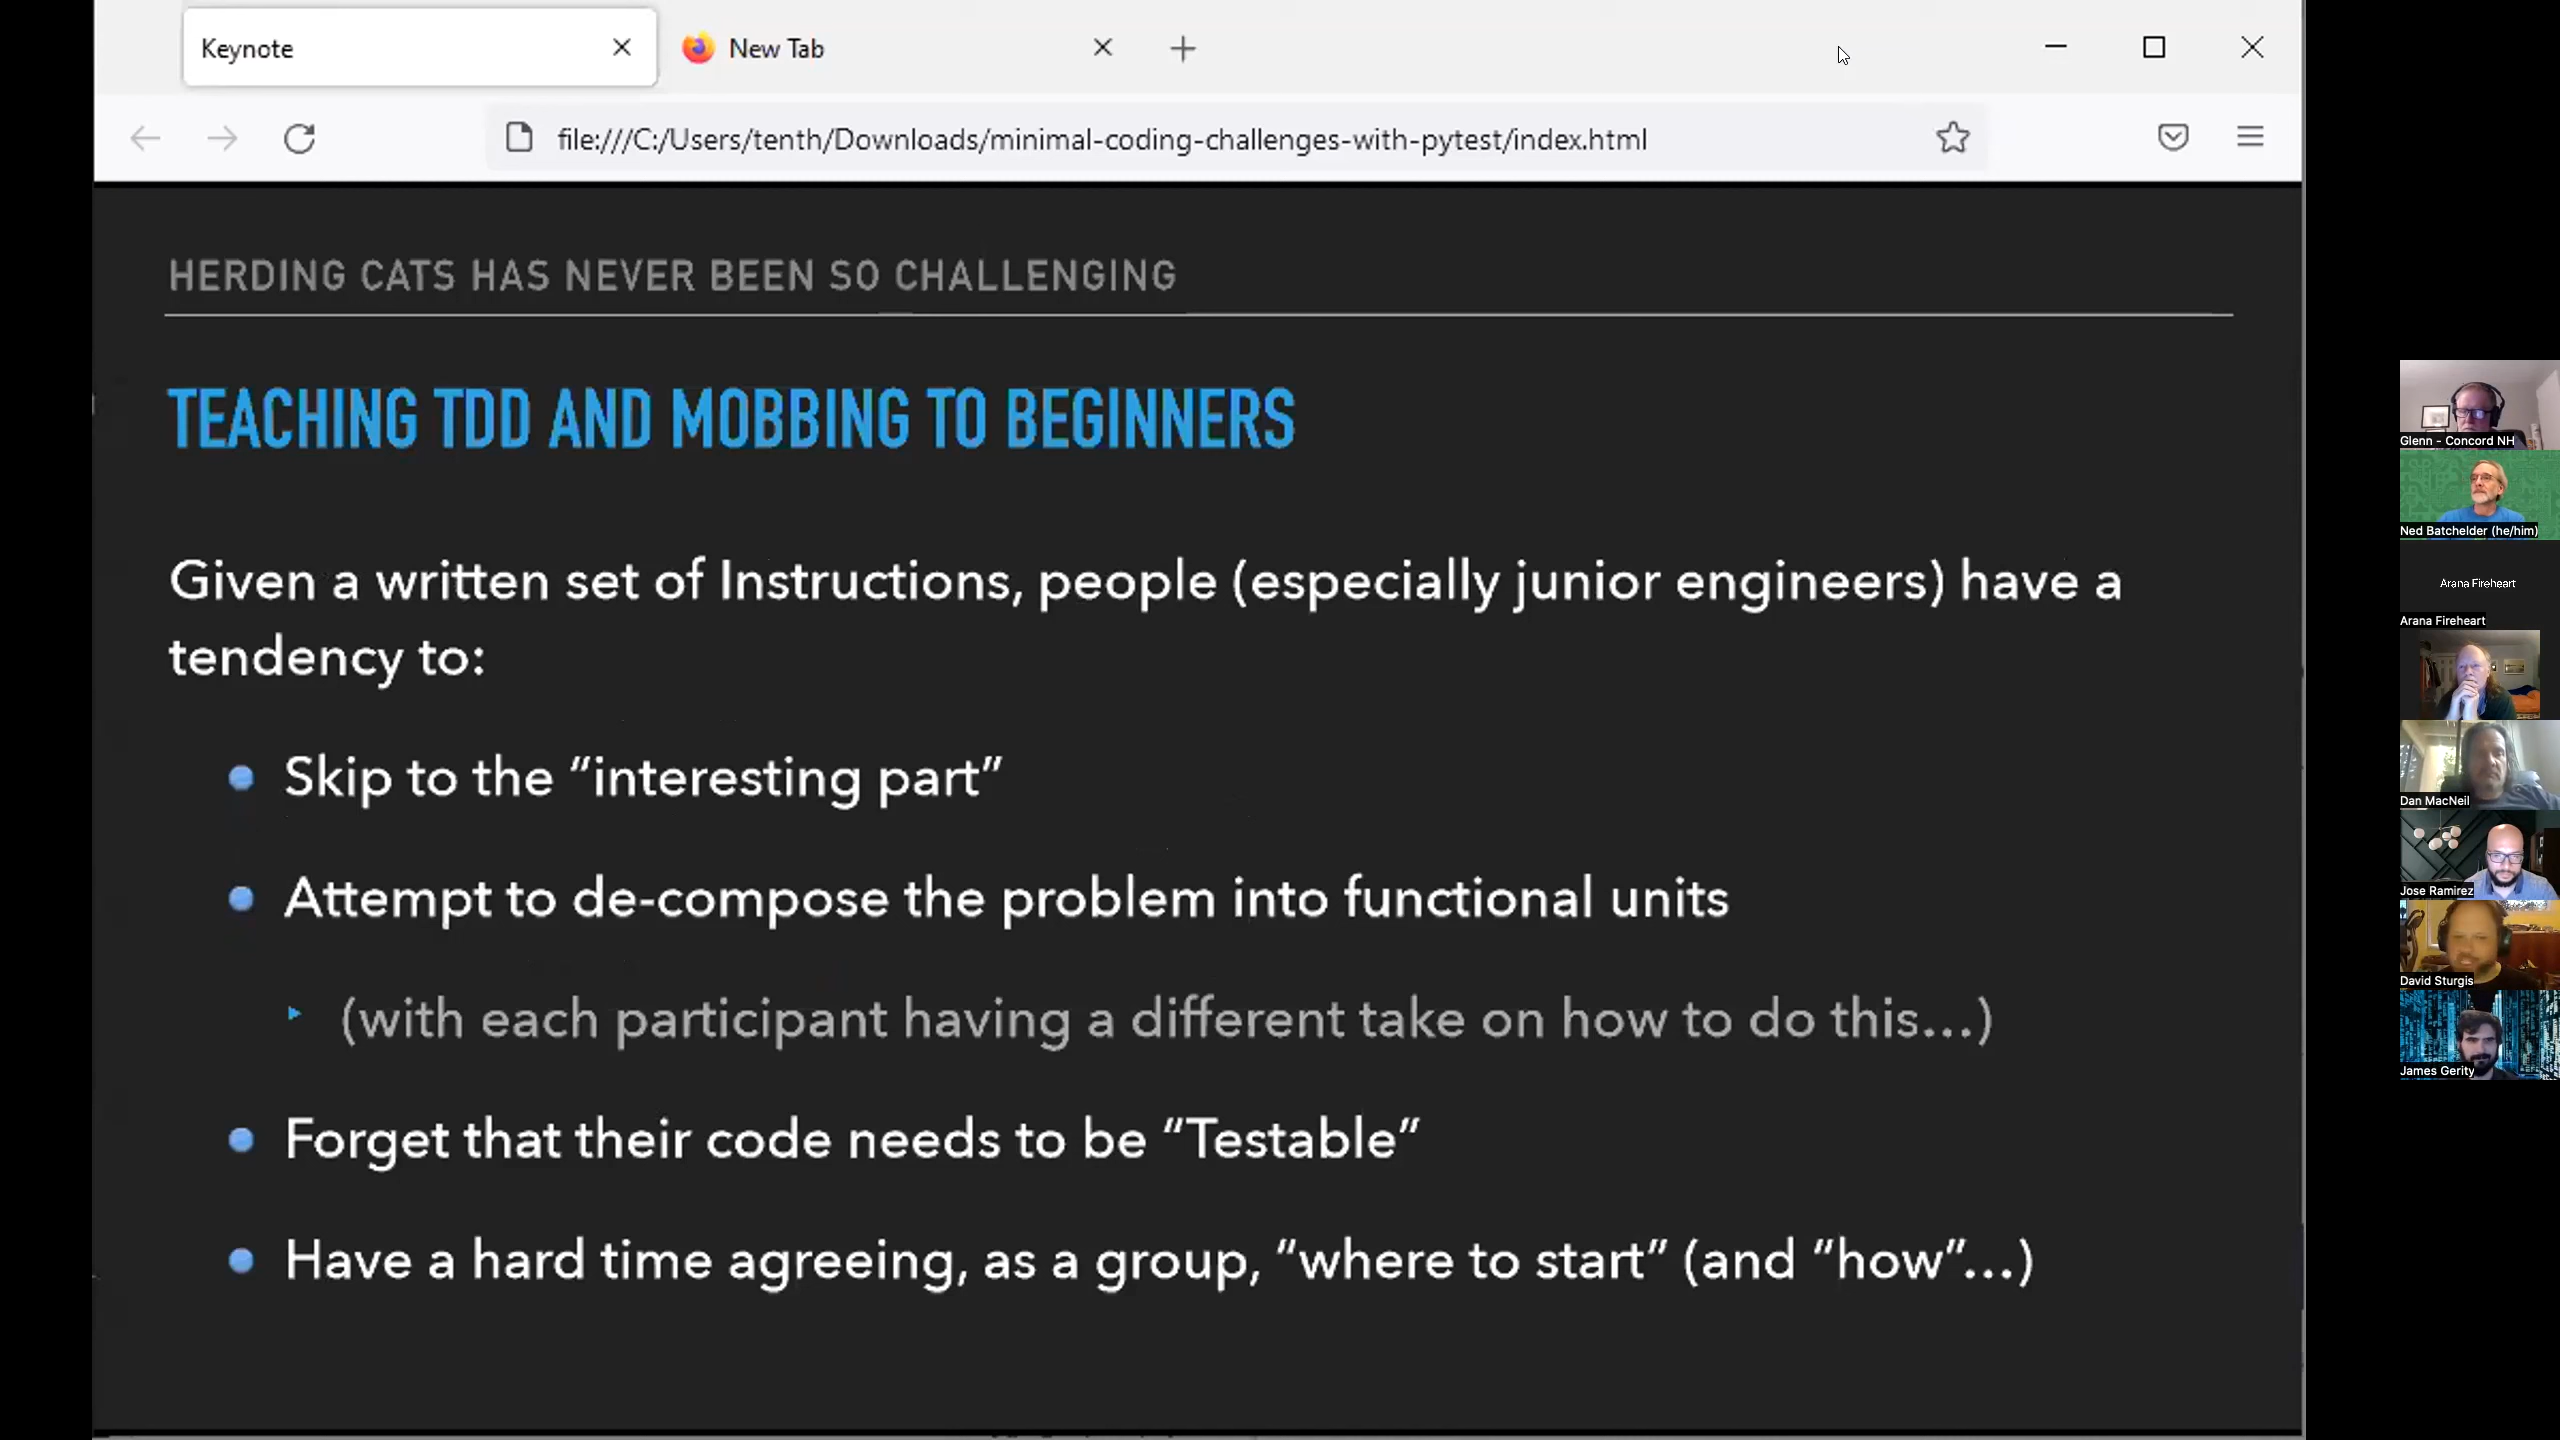 Keynote
New Tab
file:///C:/Users/tenth/Downloads/minimal-coding-challenges-with-pytest/index.html
HERDING CATS HAS NEVER BEEN SO CHALLENGING
TEACHING TDD AND MOBBING TO BEGINNERS
Given a written set of Instructions, people (especially junior engineers) have a
tendency to:
Skip to the “interesting part”
Attempt to de-compose the problem into functional units
(with each participant having a different take on how to do this…)
Forget that their code needs to be “Testable”
Have a hard time agreeing, as a group, “where to start” (and “how”…)
Glenn - Concord NH
Ned Batchelder (he/him)
Arana Fireheart
Arana Fireheart
Dan MacNeil
Jose Ramirez
David Sturgis
James Gerity